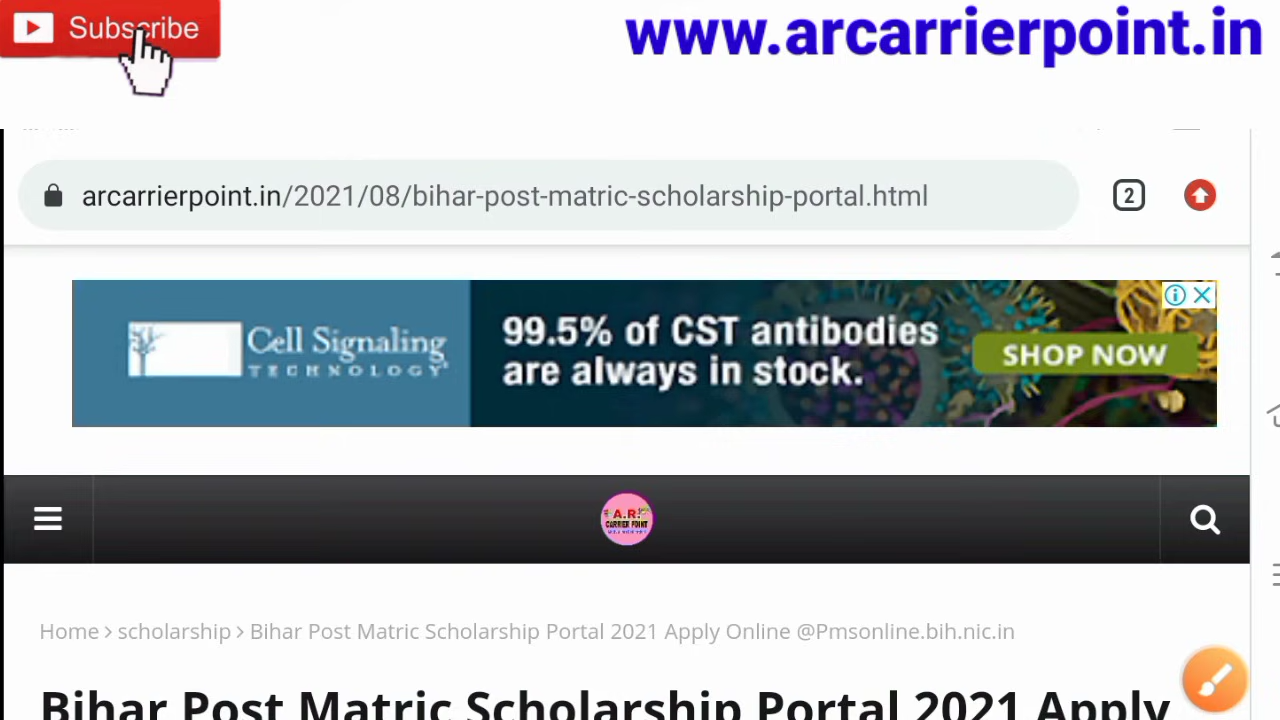 Subscribe
www.arcarrierpoint.in
arcarrierpoint.in/2021/08/bihar-post-matric-scholarship-portal.html
2
Cell Signaling
TECHNOLOGY
99.5% of CST antibodies
are always in stock.
SHOP NOW
A.R.
CARRIER POINT
Home > scholarship > Bihar Post Matric Scholarship Portal 2021 Apply Online @Pmsonline.bih.nic.in
Bihar Post Matric Scholarship Portal 2021 Apply